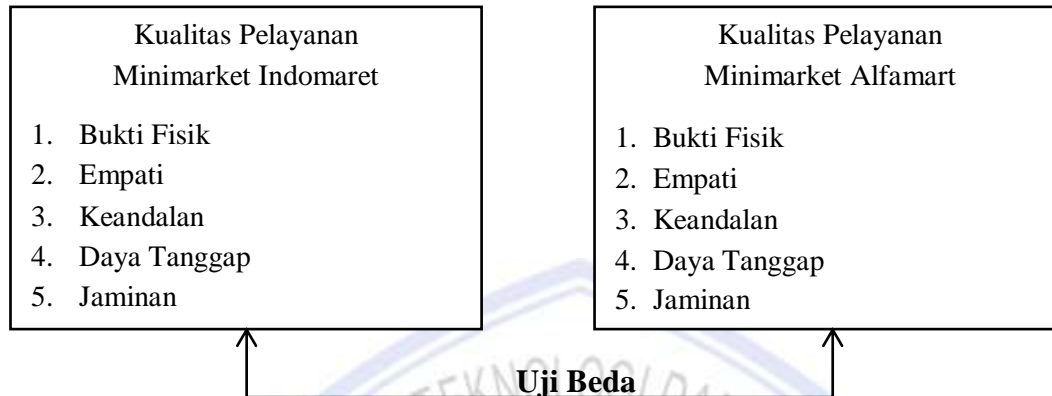 Kualitas Pelayanan
Minimarket Indomaret
1. Bukti Fisik
2. Empati
3. Keandalan
4. Daya Tanggap
5. Jaminan
Kualitas Pelayanan
Minimarket Alfamart
1. Bukti Fisik
2. Empati
3. Keandalan
4. Daya Tanggap
5. Jaminan
Uji Beda